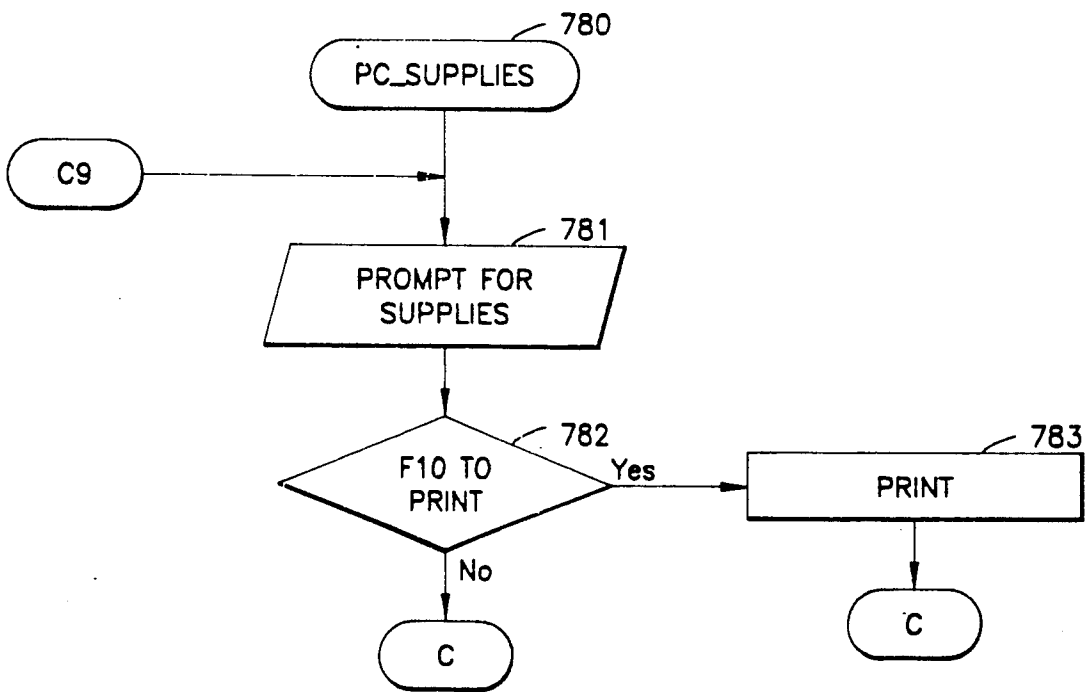 780
PC_SUPPLIES
C9
781
PROMPT FOR
SUPPLIES
782
F10 TO
PRINT
Yes
783
PRINT
No
C
C